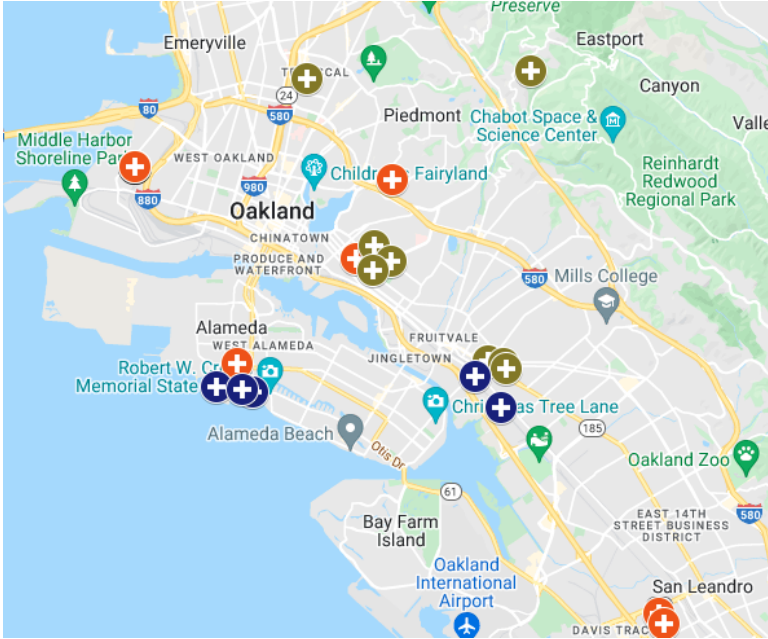 Preserve
Emeryville
Eastport
24
80
580
Canyon
Piedmont
Chabot Space &
Science Center
Middle Harbor
Shoreline
WEST OAKLAND
Fairyland
Reinhardt
Redwood
Regional Park
980
880
Oakland
CHINATOWN
PRODUCE AND
WATERFRONT
580
Mills College
Alameda
WEST ALAMEDA
FRUITVALE
JINGLETOWN
Robert W.
Memorial State
Tree Lane
Alameda Beach
185
Otis Dr
Oakland Zoo
61
580
Bay Farm
Island
EAST 14TH
STREET BUSINESS
DISTRICT
Oakland
International
Airport
San Leandro
DAVIS